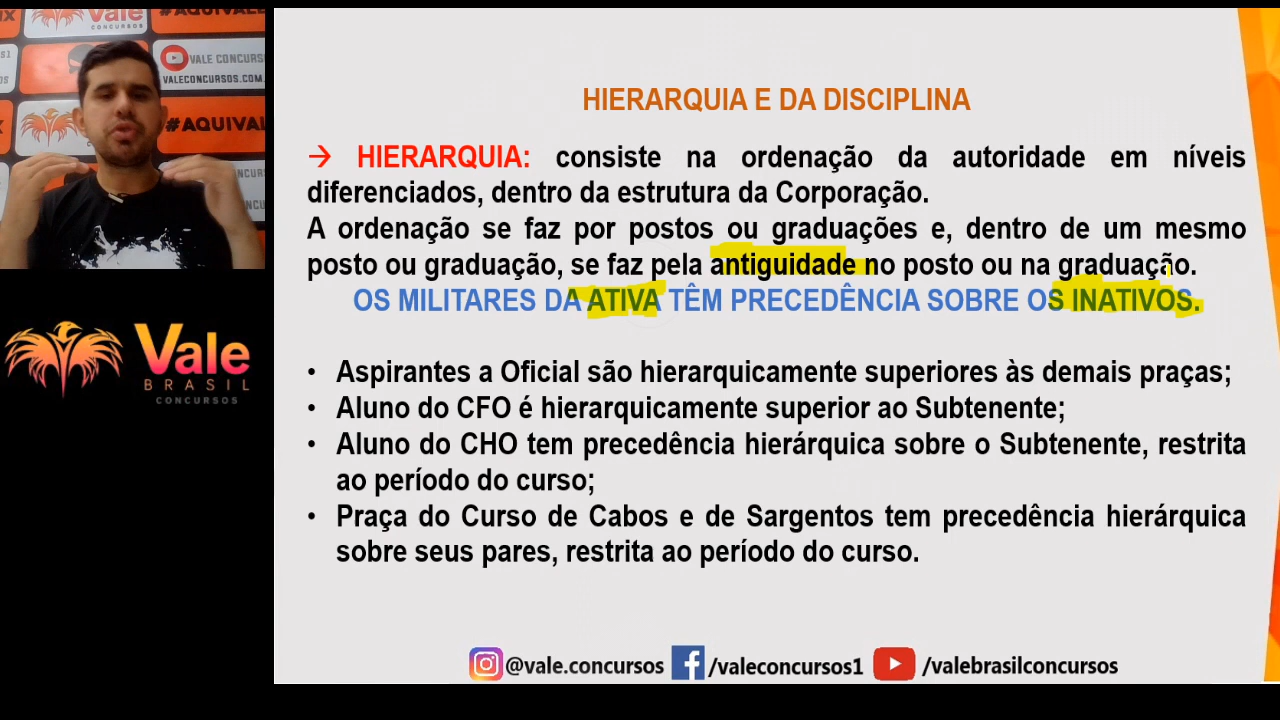 Vale
CONCURSOS
VALE CONCURS
VALECONCURSOS.COM.
#AQUIVAL
HIERARQUIA E DA DISCIPLINA
→ HIERARQUIA: consiste na ordenação da autoridade em níveis
diferenciados, dentro da estrutura da Corporação.
A ordenação se faz por postos ou graduações e, dentro de um mesmo
posto ou graduação, se faz pela antiguidade no posto ou na graduação.
OS MILITARES DA ATIVA TÊM PRECEDÊNCIA SOBRE OS INATIVOS.
• Aspirantes a Oficial são hierarquicamente superiores às demais praças;
• Aluno do CFO é hierarquicamente superior ao Subtenente;
• Aluno do CHO tem precedência hierárquica sobre o Subtenente, restrita
ao período do curso;
• Praça do Curso de Cabos e de Sargentos tem precedência hierárquica
sobre seus pares, restrita ao período do curso.
Vale
BRASIL
CONCURSOS
@vale.concursos /valeconcursos1 /valebrasilconcursos